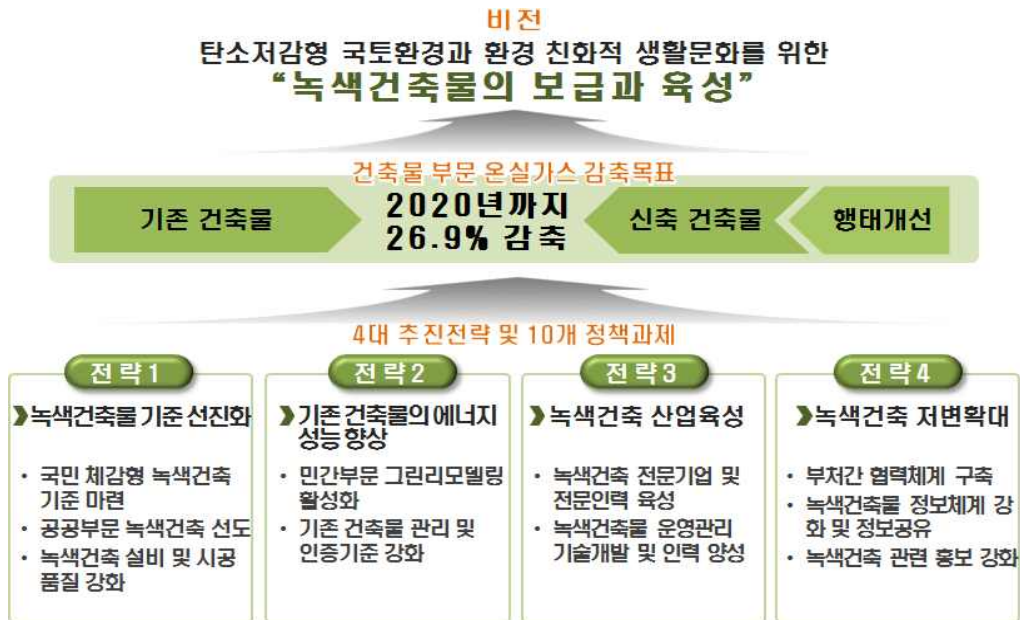 비전
탄소저감형 국토환경과 환경 친화적 생활문화를 위한
“녹색건축물의 보급과 육성”
건축물 부문 온실가스 감축목표
기존 건축물
2020년까지
26.9% 감축
신축 건축물
행태개선
4대 추진전략 및 10개 정책과제
전략1
❯녹색건축물 기준 선진화
• 국민 체감형 녹색건축
기준 마련
• 공공부문 녹색건축 선도
• 녹색건축 설비 및 시공
품질 강화
전략2
❯기존 건축물의 에너지
성능 향상
• 민간부문 그린리모델링
활성화
• 기존 건축물 관리 및
인증기준 강화
전략3
❯녹색건축 산업육성
• 녹색건축 전문기업 및
전문인력 육성
• 녹색건축물 운영관리
기술개발 및 인력 양성
전략4
❯녹색건축 저변확대
• 부처간 협력체계 구축
• 녹색건축물 정보체계 강
화 및 정보공유
• 녹색건축 관련 홍보 강화